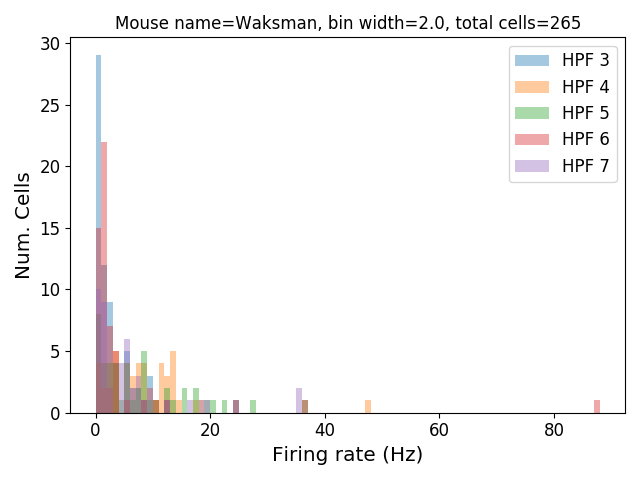 Mouse name=Waksman, bin width=2.0, total cells=265
30
25
20
15
10
5
0
Num. Cells
HPF 3
HPF 4
HPF 5
HPF 6
HPF 7
0 20 40 60 80
Firing rate (Hz)